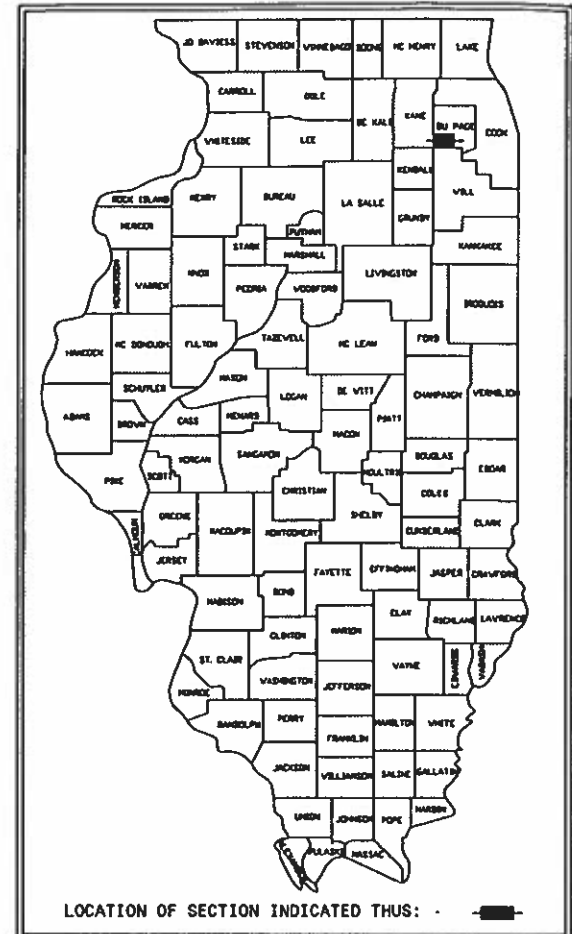 JO DAVIESS STEVENSON WINNEBAGO BOONE MC HENRY LAKE
CARROLL OGLE DE KALB KANE DU PAGE COOK
WHITESIDE LEE
KENDALL WILL
ROCK ISLAND HENRY BUREAU LA SALLE GRUNDY
MERCER PUTNAM
STARK MARSHALL KANKAKEE
HENDERSON WARREN KNOX PEORIA WOODFORD LIVINGSTON
IROQUOIS
HANCOCK MC DONOUGH FULTON TAZEWELL MC LEAN FORD
SCHUYLER MASON
ADAMS BROWN CASS MENARD LOGAN DE WITT PIATT CHAMPAIGN VERMILION
MACON
PIKE SCOTT MORGAN SANGAMON MOULTRIE DOUGLAS EDGAR
CHRISTIAN COLES
CALHOUN GREENE MACOUPIN MONTGOMERY SHELBY CUMBERLAND CLARK
JERSEY
FAYETTE EFFINGHAM JASPER CRAWFORD
MADISON BOND
CLAY RICHLAND LAWRENCE
CLINTON MARION
ST. CLAIR WAYNE EDWARDS WABASH
WASHINGTON JEFFERSON
MONROE
RANDOLPH PERRY HAMILTON WHITE
FRANKLIN
JACKSON WILLIAMSON SALINE GALLATIN
UNION JOHNSON POPE HARDIN
ALEXANDER PULASKI MASSAC
LOCATION OF SECTION INDICATED THUS: -